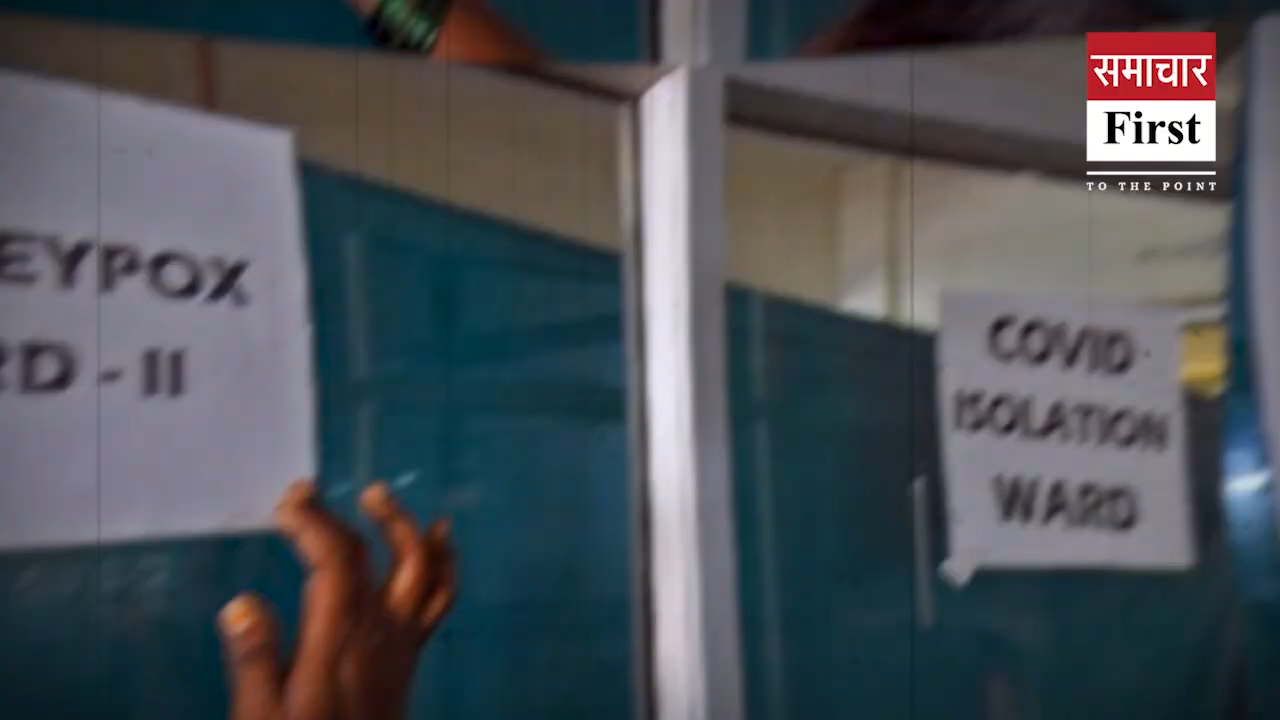 समाचार
First
TO THE POINT
EYPOX
RD - II
COVID
ISOLATION
WARD